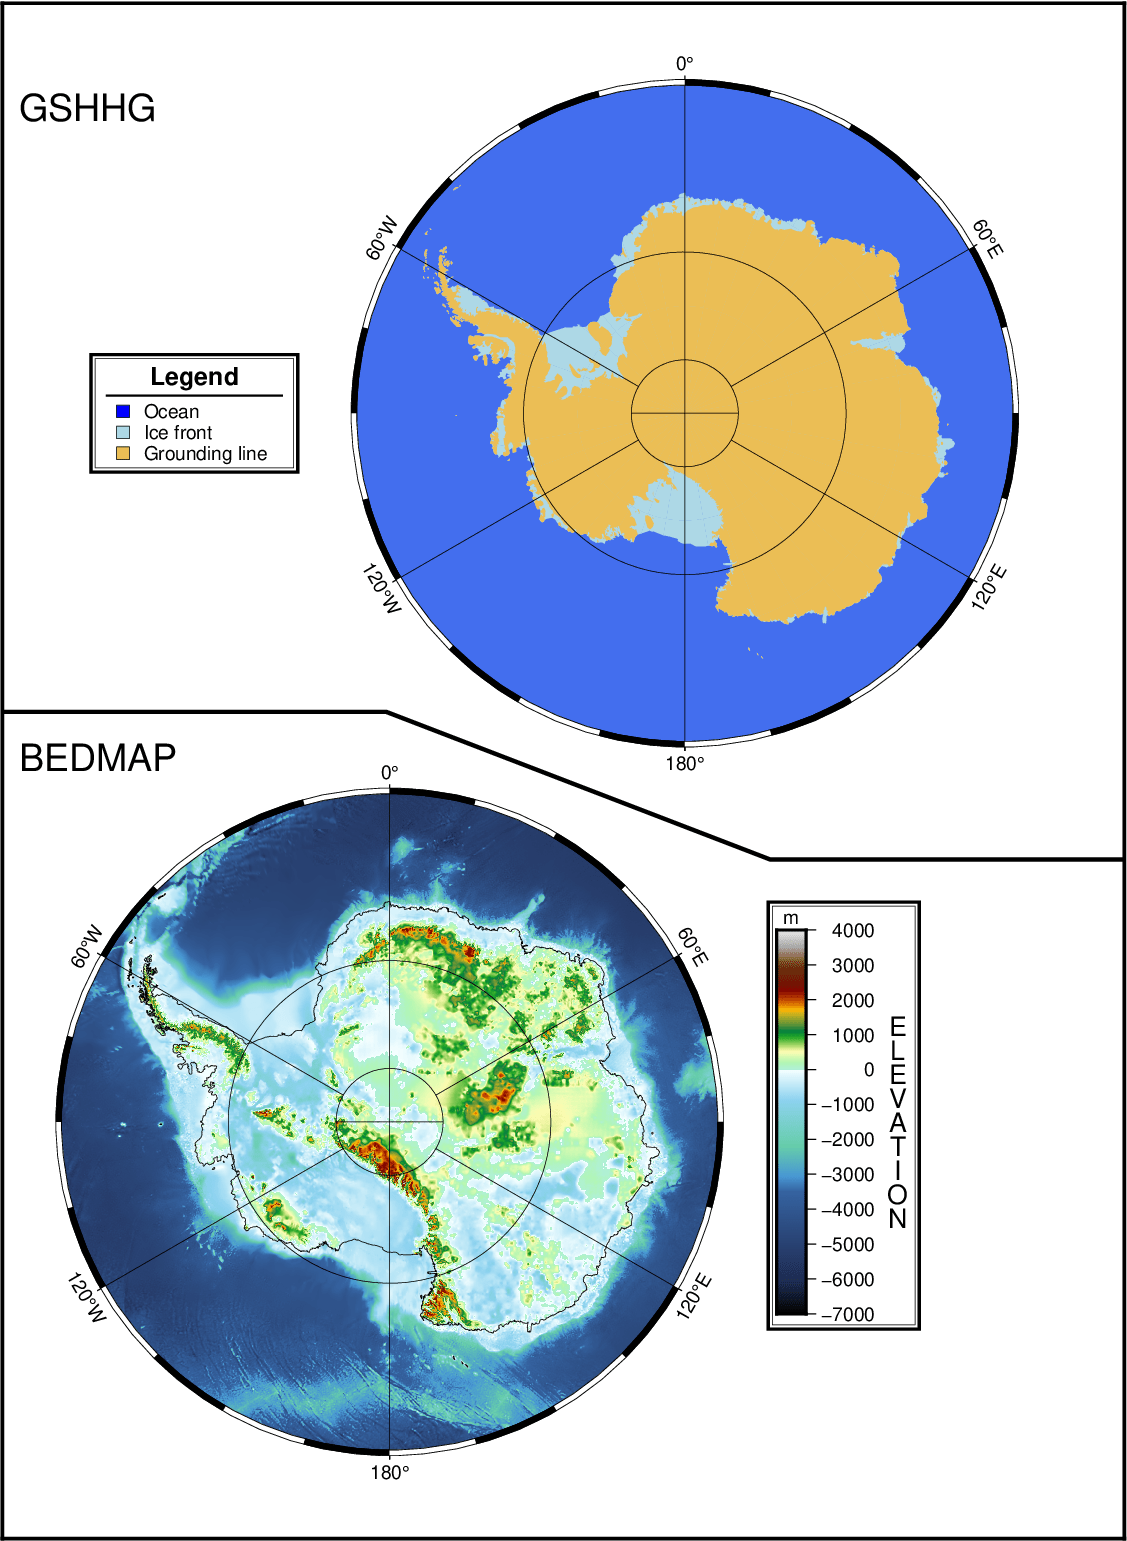 GSHHG
0°
60°W
60°E
Legend
Ocean
Ice front
Grounding line
120°W
120°E
180°
BEDMAP
0°
60°W
60°E
m
4000
3000
2000
1000
0
−1000
−2000
−3000
−4000
−5000
−6000
−7000
ELEVATION
120°W
120°E
180°